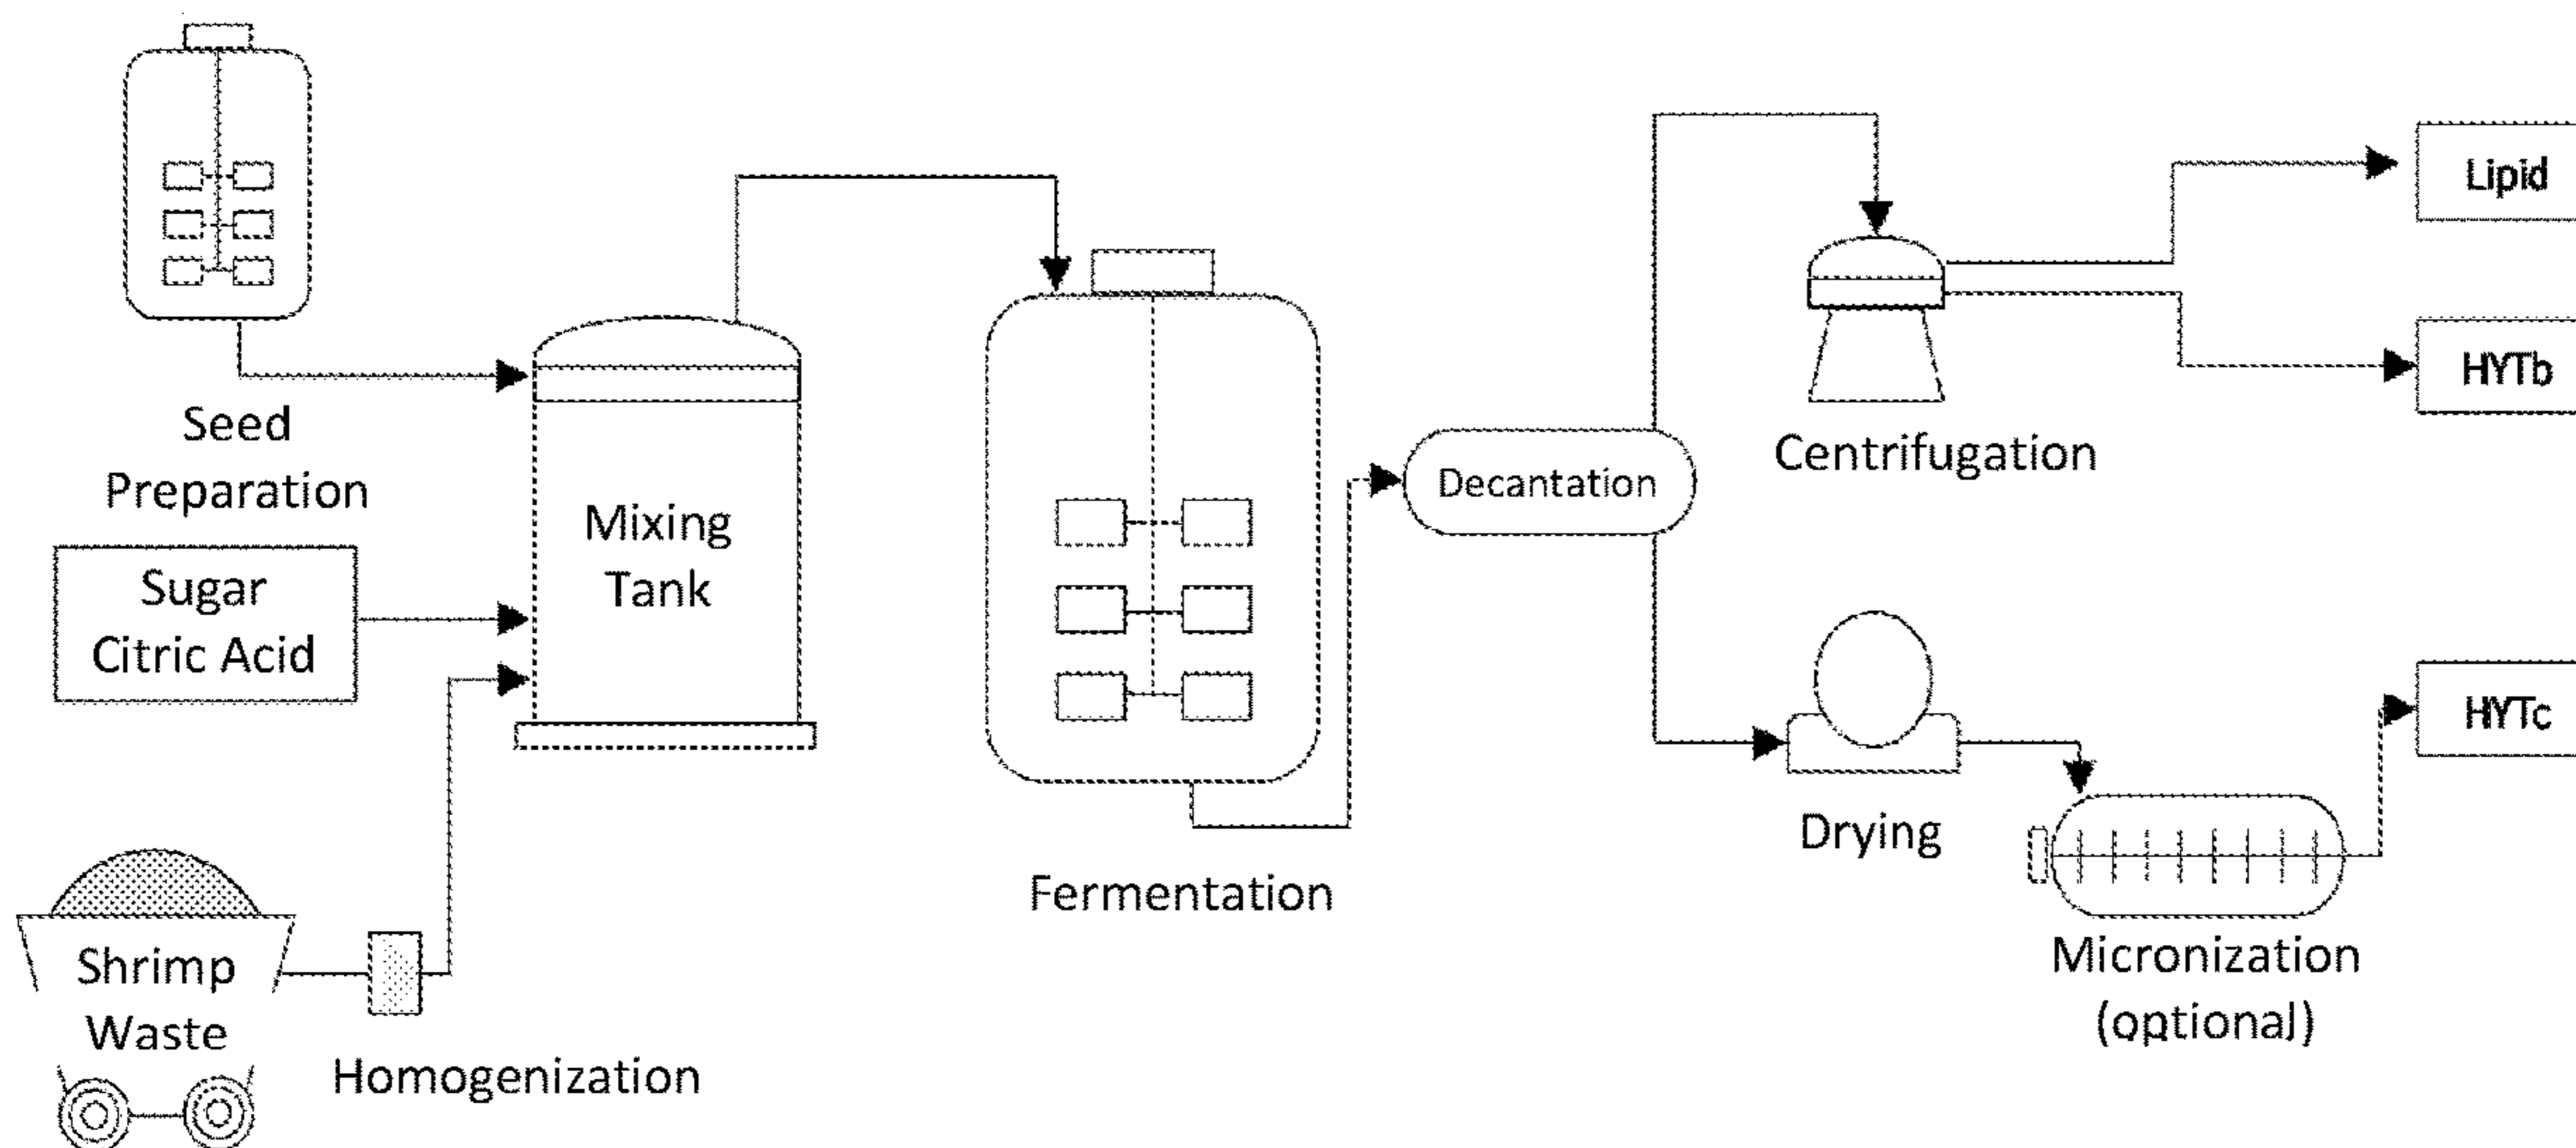 Seed
Preparation
Sugar
Citric Acid
Shrimp
Waste
Homogenization
Mixing
Tank
Fermentation
Decantation
Centrifugation
Drying
Micronization
(optional)
Lipid
HYTb
HYTc